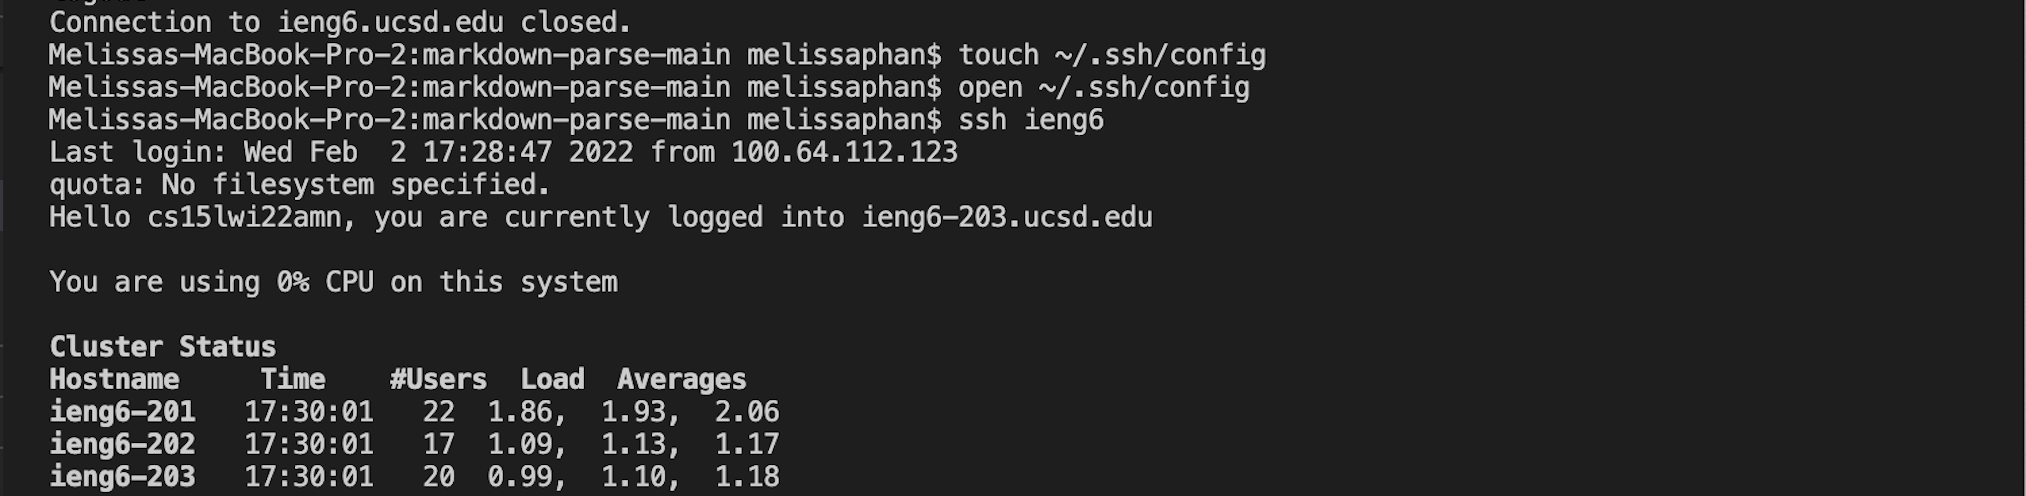 Connection to ieng6.ucsd.edu closed.
Melissas-MacBook-Pro-2:markdown-parse-main melissaphan$ touch ~/.ssh/config
Melissas-MacBook-Pro-2:markdown-parse-main melissaphan$ open ~/.ssh/config
Melissas-MacBook-Pro-2:markdown-parse-main melissaphan$ ssh ieng6
Last login: Wed Feb  2 17:28:47 2022 from 100.64.112.123
quota: No filesystem specified.
Hello cs15lwi22amn, you are currently logged into ieng6-203.ucsd.edu
You are using 0% CPU on this system
Cluster Status
Hostname     Time    #Users  Load  Averages
ieng6-201   17:30:01   22  1.86,  1.93,  2.06
ieng6-202   17:30:01   17  1.09,  1.13,  1.17
ieng6-203   17:30:01   20  0.99,  1.10,  1.18